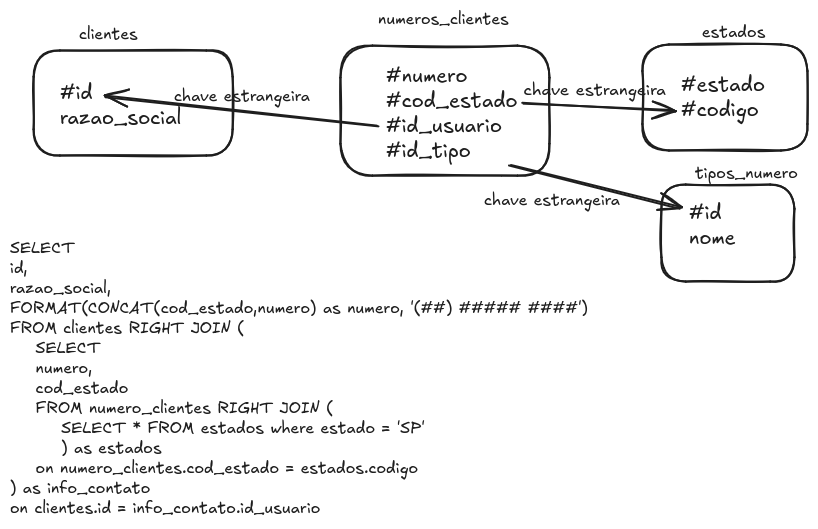 clientes
#id
razao_social
chave estrangeira
numeros_clientes
#numero
#cod_estado
#id_usuario
#id_tipo
chave estrangeira
estados
#estado
#codigo
chave estrangeira
tipos_numero
#id
nome
SELECT
id,
razao_social,
FORMAT(CONCAT(cod_estado,numero) as numero, '(##) ##### ####')
FROM clientes RIGHT JOIN (
SELECT
numero,
cod_estado
FROM numero_clientes RIGHT JOIN (
SELECT * FROM estados where estado = 'SP'
) as estados
on numero_clientes.cod_estado = estados.codigo
) as info_contato
on clientes.id = info_contato.id_usuario